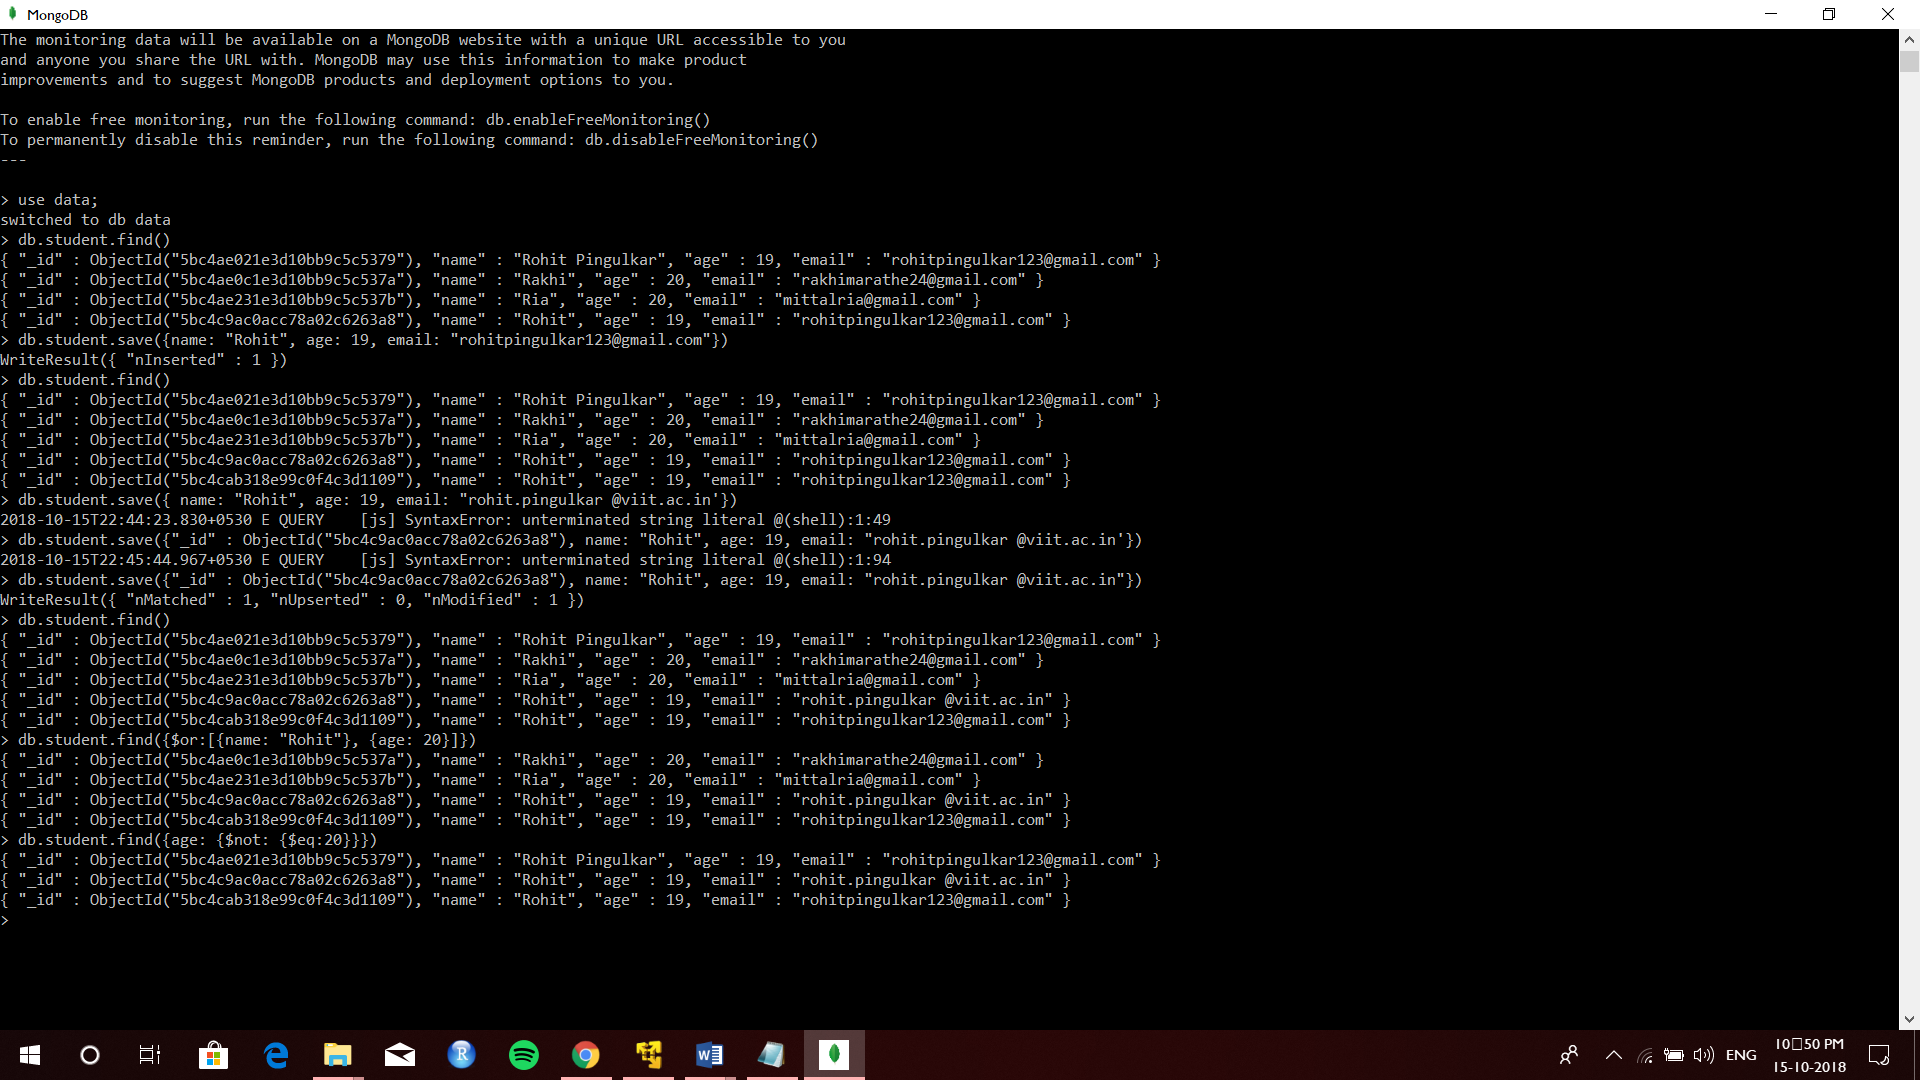 MongoDB
The monitoring data will be available on a MongoDB website with a unique URL accessible to you
and anyone you share the URL with. MongoDB may use this information to make product
improvements and to suggest MongoDB products and deployment options to you.
To enable free monitoring, run the following command: db.enableFreeMonitoring()
To permanently disable this reminder, run the following command: db.disableFreeMonitoring()
---
> use data;
switched to db data
> db.student.find()
{ "_id" : ObjectId("5bc4ae021e3d10bb9c5c5379"), "name" : "Rohit Pingulkar", "age" : 19, "email" : "rohitpingulkar123@gmail.com" }
{ "_id" : ObjectId("5bc4ae0c1e3d10bb9c5c537a"), "name" : "Rakhi", "age" : 20, "email" : "rakhimarathe24@gmail.com" }
{ "_id" : ObjectId("5bc4ae231e3d10bb9c5c537b"), "name" : "Ria", "age" : 20, "email" : "mittalria@gmail.com" }
{ "_id" : ObjectId("5bc4c9ac0acc78a02c6263a8"), "name" : "Rohit", "age" : 19, "email" : "rohitpingulkar123@gmail.com" }
> db.student.save({name: "Rohit", age: 19, email: "rohitpingulkar123@gmail.com"})
WriteResult({ "nInserted" : 1 })
> db.student.find()
{ "_id" : ObjectId("5bc4ae021e3d10bb9c5c5379"), "name" : "Rohit Pingulkar", "age" : 19, "email" : "rohitpingulkar123@gmail.com" }
{ "_id" : ObjectId("5bc4ae0c1e3d10bb9c5c537a"), "name" : "Rakhi", "age" : 20, "email" : "rakhimarathe24@gmail.com" }
{ "_id" : ObjectId("5bc4ae231e3d10bb9c5c537b"), "name" : "Ria", "age" : 20, "email" : "mittalria@gmail.com" }
{ "_id" : ObjectId("5bc4c9ac0acc78a02c6263a8"), "name" : "Rohit", "age" : 19, "email" : "rohitpingulkar123@gmail.com" }
{ "_id" : ObjectId("5bc4cab318e99c0f4c3d1109"), "name" : "Rohit", "age" : 19, "email" : "rohitpingulkar123@gmail.com" }
> db.student.save({ name: "Rohit", age: 19, email: "rohit.pingulkar @viit.ac.in'})
2018-10-15T22:44:23.830+0530 E QUERY    [js] SyntaxError: unterminated string literal @(shell):1:49
> db.student.save({"_id" : ObjectId("5bc4c9ac0acc78a02c6263a8"), name: "Rohit", age: 19, email: "rohit.pingulkar @viit.ac.in'})
2018-10-15T22:45:44.967+0530 E QUERY    [js] SyntaxError: unterminated string literal @(shell):1:94
> db.student.save({"_id" : ObjectId("5bc4c9ac0acc78a02c6263a8"), name: "Rohit", age: 19, email: "rohit.pingulkar @viit.ac.in"})
WriteResult({ "nMatched" : 1, "nUpserted" : 0, "nModified" : 1 })
> db.student.find()
{ "_id" : ObjectId("5bc4ae021e3d10bb9c5c5379"), "name" : "Rohit Pingulkar", "age" : 19, "email" : "rohitpingulkar123@gmail.com" }
{ "_id" : ObjectId("5bc4ae0c1e3d10bb9c5c537a"), "name" : "Rakhi", "age" : 20, "email" : "rakhimarathe24@gmail.com" }
{ "_id" : ObjectId("5bc4ae231e3d10bb9c5c537b"), "name" : "Ria", "age" : 20, "email" : "mittalria@gmail.com" }
{ "_id" : ObjectId("5bc4c9ac0acc78a02c6263a8"), "name" : "Rohit", "age" : 19, "email" : "rohit.pingulkar @viit.ac.in" }
{ "_id" : ObjectId("5bc4cab318e99c0f4c3d1109"), "name" : "Rohit", "age" : 19, "email" : "rohitpingulkar123@gmail.com" }
> db.student.find({$or:[{name: "Rohit"}, {age: 20}]})
{ "_id" : ObjectId("5bc4ae0c1e3d10bb9c5c537a"), "name" : "Rakhi", "age" : 20, "email" : "rakhimarathe24@gmail.com" }
{ "_id" : ObjectId("5bc4ae231e3d10bb9c5c537b"), "name" : "Ria", "age" : 20, "email" : "mittalria@gmail.com" }
{ "_id" : ObjectId("5bc4c9ac0acc78a02c6263a8"), "name" : "Rohit", "age" : 19, "email" : "rohit.pingulkar @viit.ac.in" }
{ "_id" : ObjectId("5bc4cab318e99c0f4c3d1109"), "name" : "Rohit", "age" : 19, "email" : "rohitpingulkar123@gmail.com" }
> db.student.find({age: {$not: {$eq:20}}})
{ "_id" : ObjectId("5bc4ae021e3d10bb9c5c5379"), "name" : "Rohit Pingulkar", "age" : 19, "email" : "rohitpingulkar123@gmail.com" }
{ "_id" : ObjectId("5bc4c9ac0acc78a02c6263a8"), "name" : "Rohit", "age" : 19, "email" : "rohit.pingulkar @viit.ac.in" }
{ "_id" : ObjectId("5bc4cab318e99c0f4c3d1109"), "name" : "Rohit", "age" : 19, "email" : "rohitpingulkar123@gmail.com" }
>
ENG
10□50 PM
15-10-2018